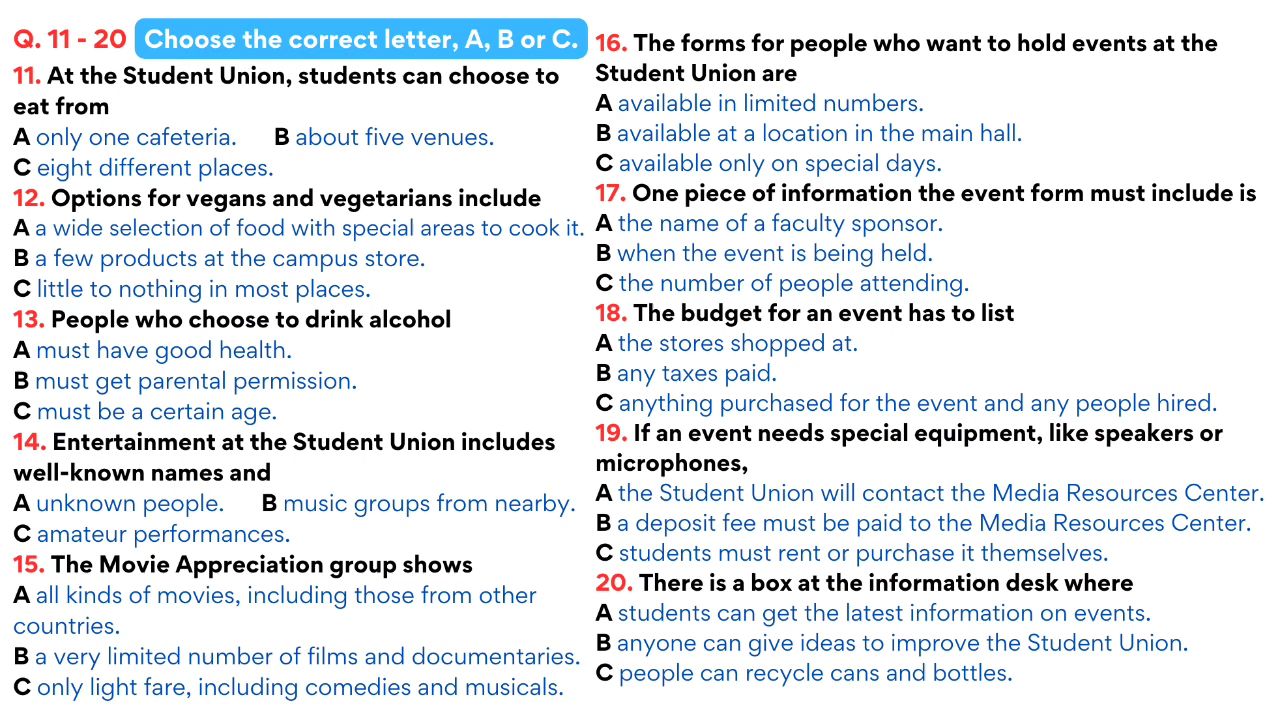 Q. 11 - 20 Choose the correct letter, A, B or C.
11. At the Student Union, students can choose to
eat from
A only one cafeteria. B about five venues.
C eight different places.
12. Options for vegans and vegetarians include
A a wide selection of food with special areas to cook it.
B a few products at the campus store.
C little to nothing in most places.
13. People who choose to drink alcohol
A must have good health.
B must get parental permission.
C must be a certain age.
14. Entertainment at the Student Union includes
well-known names and
A unknown people. B music groups from nearby.
C amateur performances.
15. The Movie Appreciation group shows
A all kinds of movies, including those from other
countries.
B a very limited number of films and documentaries.
C only light fare, including comedies and musicals.
16. The forms for people who want to hold events at the
Student Union are
A available in limited numbers.
B available at a location in the main hall.
C available only on special days.
17. One piece of information the event form must include is
A the name of a faculty sponsor.
B when the event is being held.
C the number of people attending.
18. The budget for an event has to list
A the stores shopped at.
B any taxes paid.
C anything purchased for the event and any people hired.
19. If an event needs special equipment, like speakers or
microphones,
A the Student Union will contact the Media Resources Center.
B a deposit fee must be paid to the Media Resources Center.
C students must rent or purchase it themselves.
20. There is a box at the information desk where
A students can get the latest information on events.
B anyone can give ideas to improve the Student Union.
C people can recycle cans and bottles.